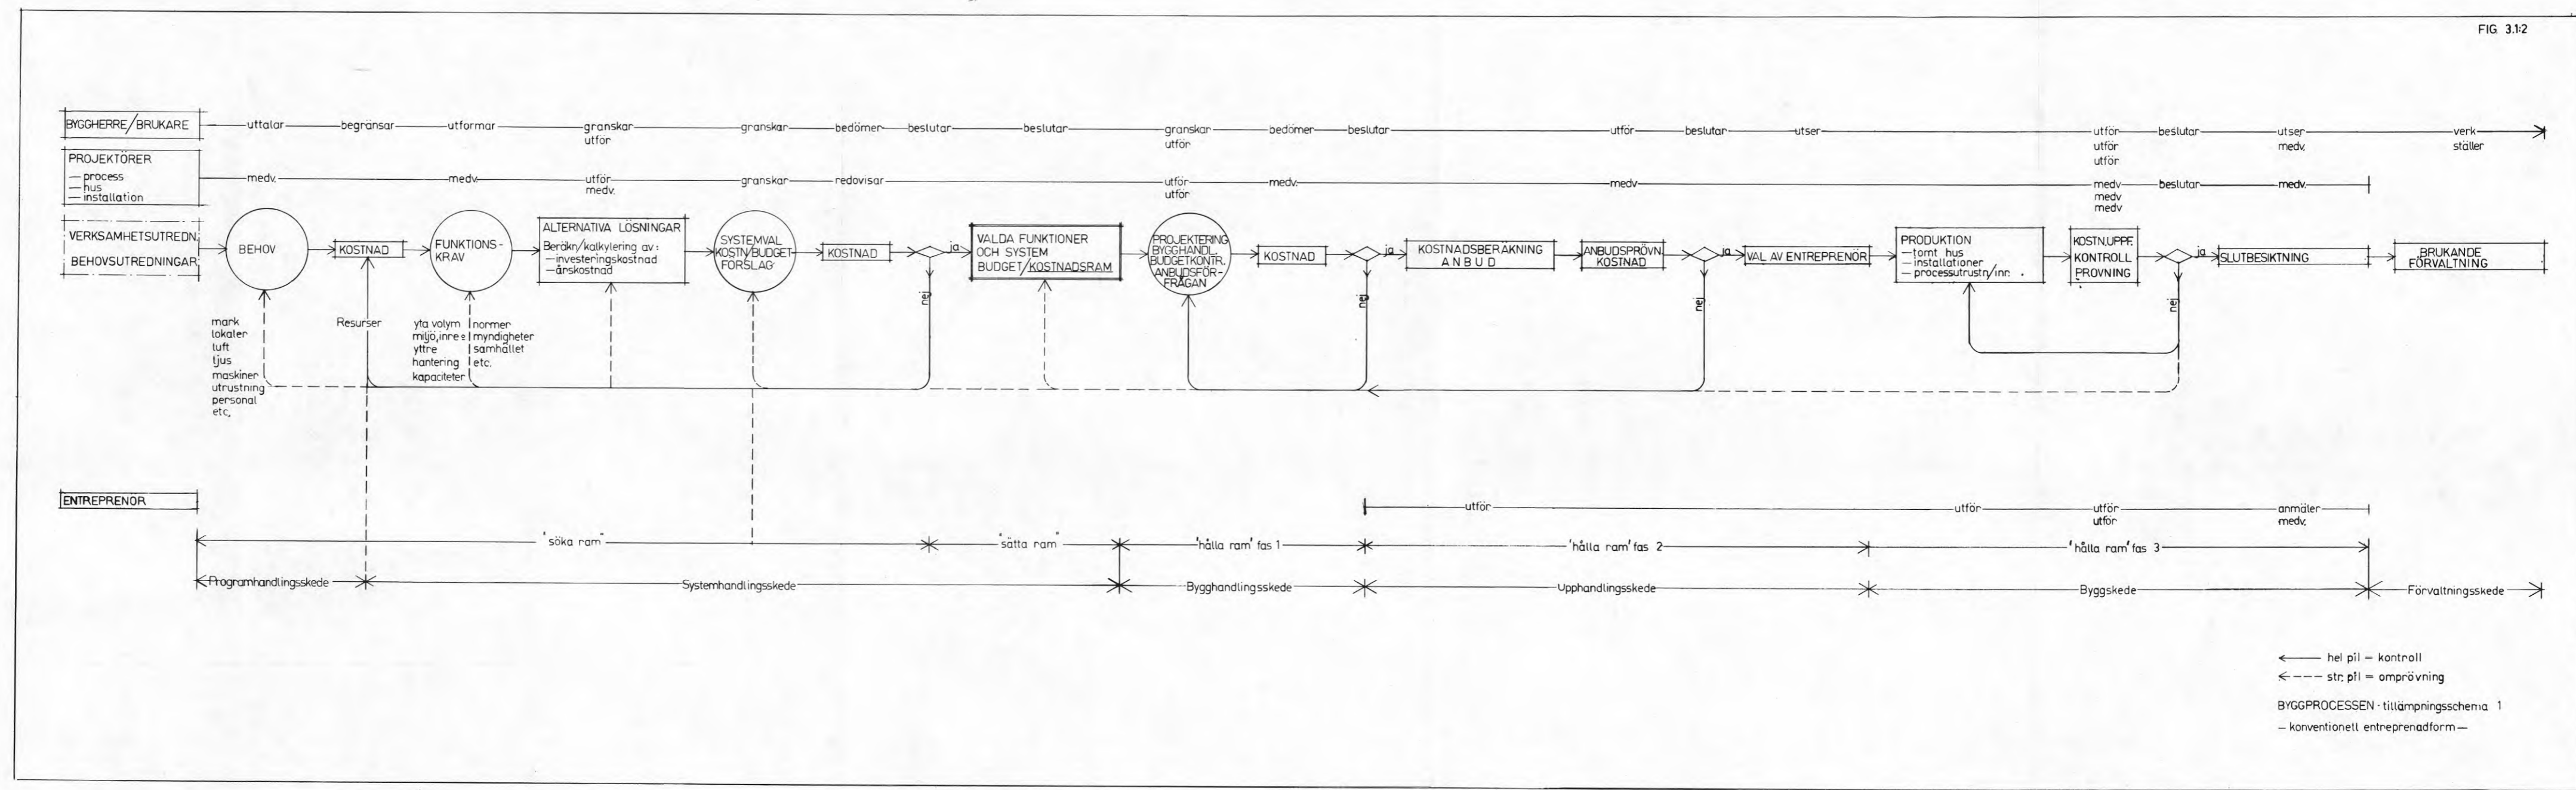 FIG. 3.1:2
BYGGHERRE/BRUKARE
uttalar
begränsar
utformar
granskar
utför
granskar
bedömer
beslutar
beslutar
granskar
utför
bedömer
beslutar
utför
beslutar
utser
utför
utför
utför
beslutar
utser
medv.
verk
ställer
PROJEKTÖRER
— process
— hus
— installation
medv.
medv.
utför
medv.
granskar
redovisar
utför
utför
medv.
medv
medv
medv
medv
beslutar
medv.
VERKSAMHETSUTREDN.
BEHOVSUTREDNINGAR
BEHOV
KOSTNAD
FUNKTIONS-
KRAV
ALTERNATIVA LÖSNINGAR
Beräkn/kalkylering av:
—investeringskostnad
—årskostnad
SYSTEMVAL
KOSTN/BUDGET-
FÖRSLAG
KOSTNAD
ja
nej
VALDA FUNKTIONER
OCH SYSTEM
BUDGET/KOSTNADSRAM
PROJEKTERING
BYGGHANDL.
BUDGETKONTR.
ANBUDSFÖR-
FRÅGAN
KOSTNAD
ja
nej
KOSTNADSBERÄKNING
ANBUD
ANBUDSPRÖVN.
KOSTNAD
ja
nej
VAL AV ENTREPRENÖR
PRODUKTION
—tomt hus
—installationer
— processutrustn/inr.
KOSTN.UPPF.
KONTROLL
PROVNING
ja
nej
SLUTBESIKTNING
BRUKANDE
FÖRVALTNING
mark
lokaler
luft
ljus
maskiner
utrustning
personal
etc.
Resurser
yta volym
miljö, inre o
yttre
hantering
kapaciteter
normer
myndigheter
samhället
etc.
ENTREPRENÖR
utför
utför
utför
utför
anmäler
medv.
"söka ram"
"sätta ram"
"hålla ram" fas 1
"hålla ram" fas 2
"hålla ram" fas 3
Programhandlingsskede
Systemhandlingsskede
Bygghandlingsskede
Upphandlingsskede
Byggskede
Förvaltningsskede
hel pil = kontroll
str. pil = omprövning
BYGGPROCESSEN - tillämpningsschema 1
— konventionell entreprenadform —